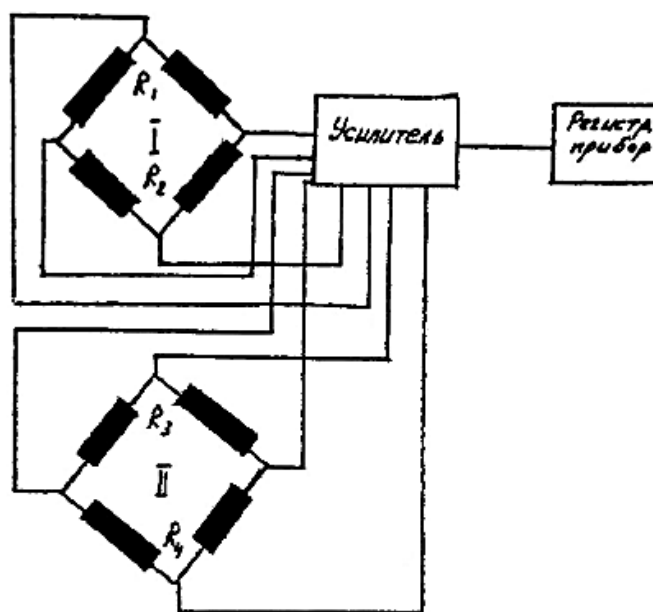 R1
I
R2
Усилитель
Регистр
прибор
R3
II
R4